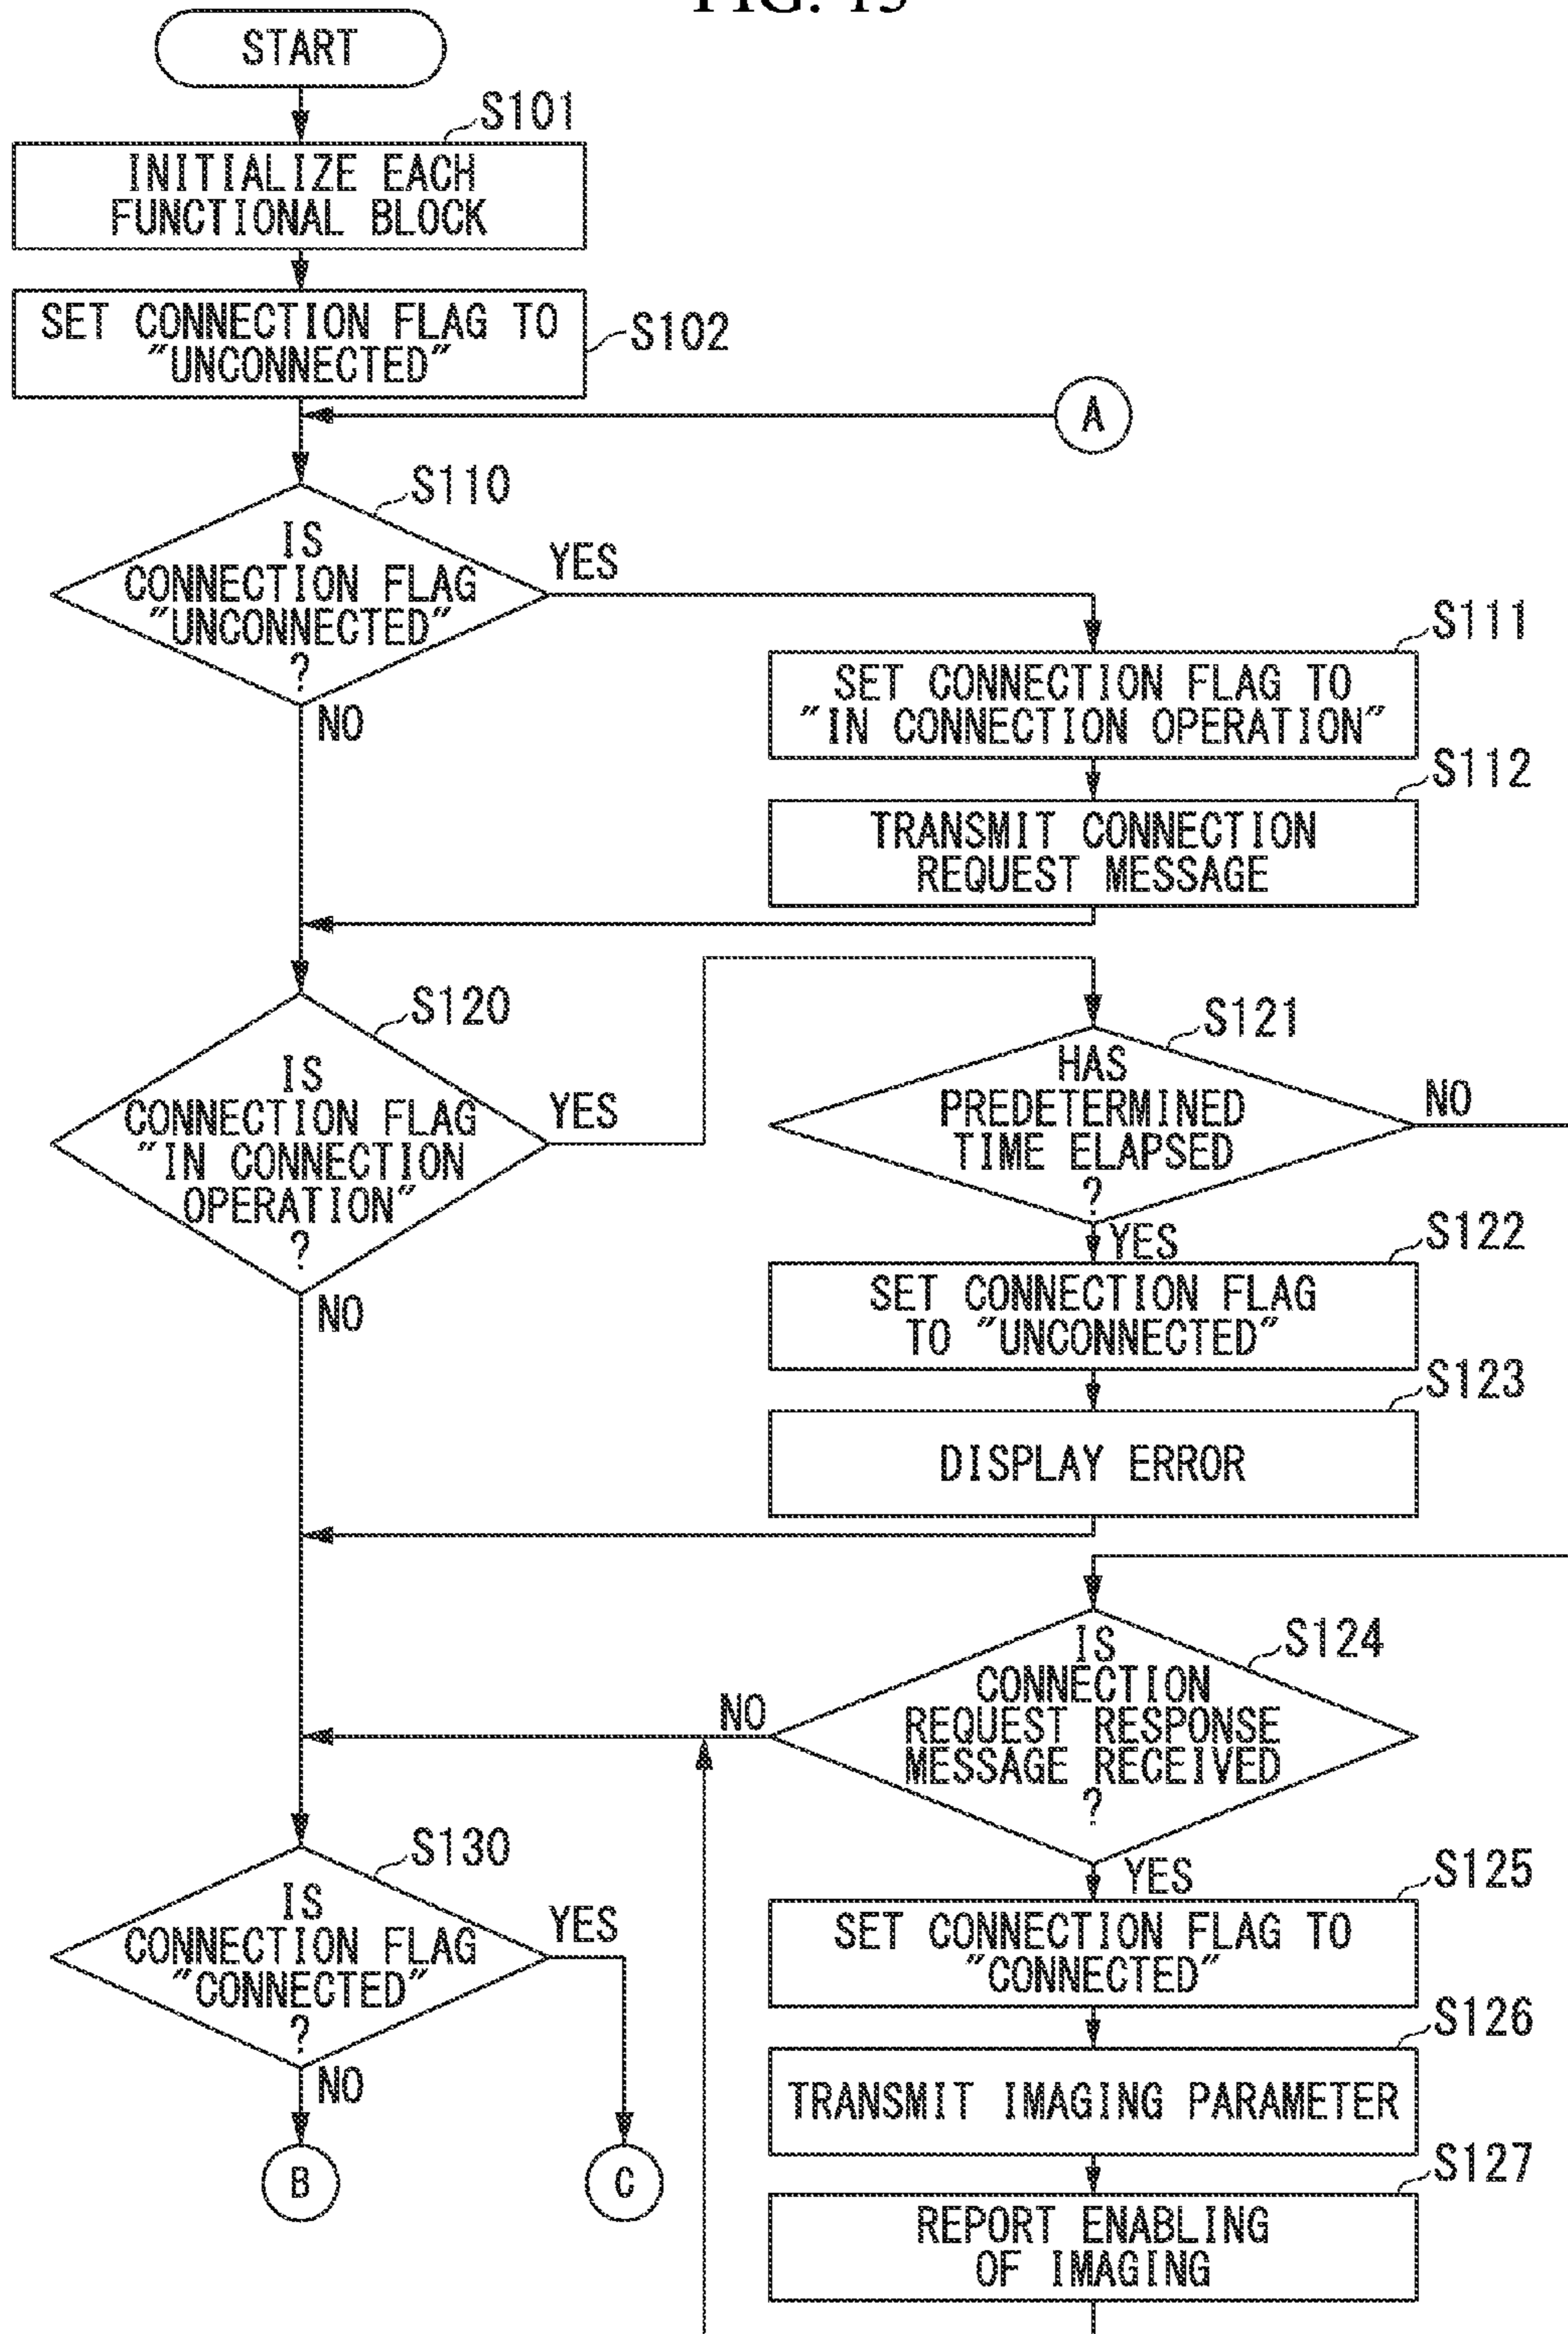 FIG. 13
START
S101
INITIALIZE EACH
FUNCTIONAL BLOCK
SET CONNECTION FLAG TO
"UNCONNECTED"
S102
A
S110
IS
CONNECTION FLAG
"UNCONNECTED"
?
YES
NO
S111
SET CONNECTION FLAG TO
"IN CONNECTION OPERATION"
S112
TRANSMIT CONNECTION
REQUEST MESSAGE
S120
IS
CONNECTION FLAG
"IN CONNECTION
OPERATION"
?
YES
NO
S121
HAS
PREDETERMINED
TIME ELAPSED
?
NO
YES
S122
SET CONNECTION FLAG
TO "UNCONNECTED"
S123
DISPLAY ERROR
S124
IS
CONNECTION
REQUEST RESPONSE
MESSAGE RECEIVED
?
NO
YES
S130
IS
CONNECTION FLAG
"CONNECTED"
?
YES
NO
B
C
S125
SET CONNECTION FLAG TO
"CONNECTED"
S126
TRANSMIT IMAGING PARAMETER
S127
REPORT ENABLING
OF IMAGING